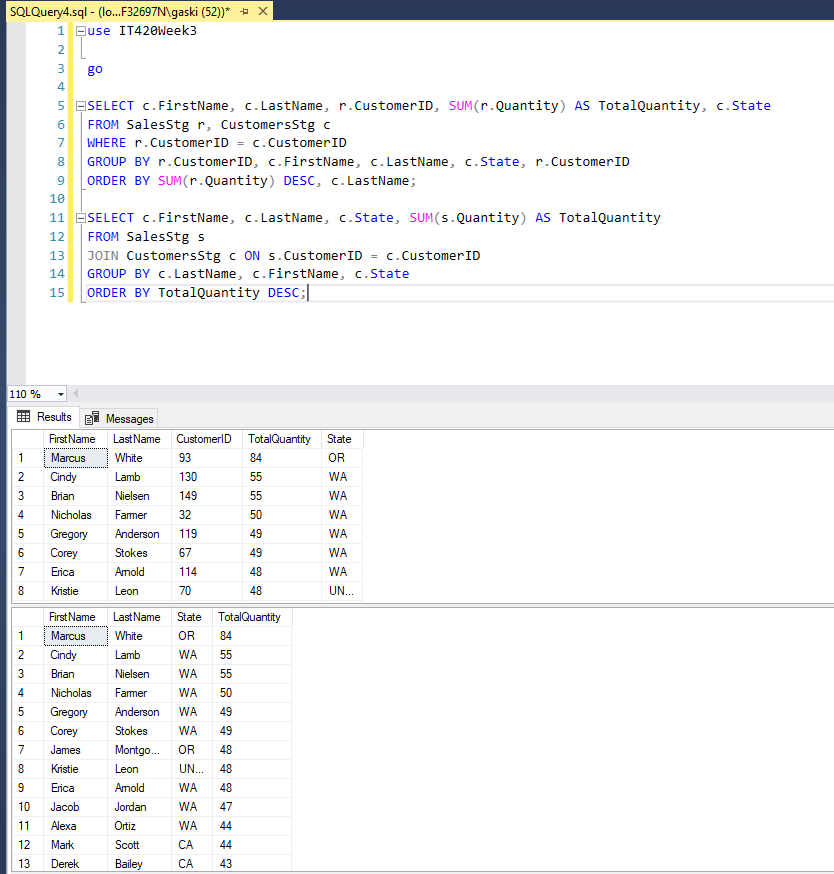 SQLQuery4.sql - (lo...F32697N\gaski (52))*
1 use IT420Week3
2
3 go
4
5 SELECT c.FirstName, c.LastName, r.CustomerID, SUM(r.Quantity) AS TotalQuantity, c.State
6 FROM SalesStg r, CustomersStg c
7 WHERE r.CustomerID = c.CustomerID
8 GROUP BY r.CustomerID, c.FirstName, c.LastName, c.State, r.CustomerID
9 ORDER BY SUM(r.Quantity) DESC, c.LastName;
10
11 SELECT c.FirstName, c.LastName, c.State, SUM(s.Quantity) AS TotalQuantity
12 FROM SalesStg s
13 JOIN CustomersStg c ON s.CustomerID = c.CustomerID
14 GROUP BY c.LastName, c.FirstName, c.State
15 ORDER BY TotalQuantity DESC;
110 %
Results Messages
FirstName LastName CustomerID TotalQuantity State
1 Marcus White 93 84 OR
2 Cindy Lamb 130 55 WA
3 Brian Nielsen 149 55 WA
4 Nicholas Farmer 32 50 WA
5 Gregory Anderson 119 49 WA
6 Corey Stokes 67 49 WA
7 Erica Arnold 114 48 WA
8 Kristie Leon 70 48 UN...
FirstName LastName State TotalQuantity
1 Marcus White OR 84
2 Cindy Lamb WA 55
3 Brian Nielsen WA 55
4 Nicholas Farmer WA 50
5 Gregory Anderson WA 49
6 Corey Stokes WA 49
7 James Montgo... OR 48
8 Kristie Leon UN... 48
9 Erica Arnold WA 48
10 Jacob Jordan WA 47
11 Alexa Ortiz WA 44
12 Mark Scott CA 44
13 Derek Bailey CA 43